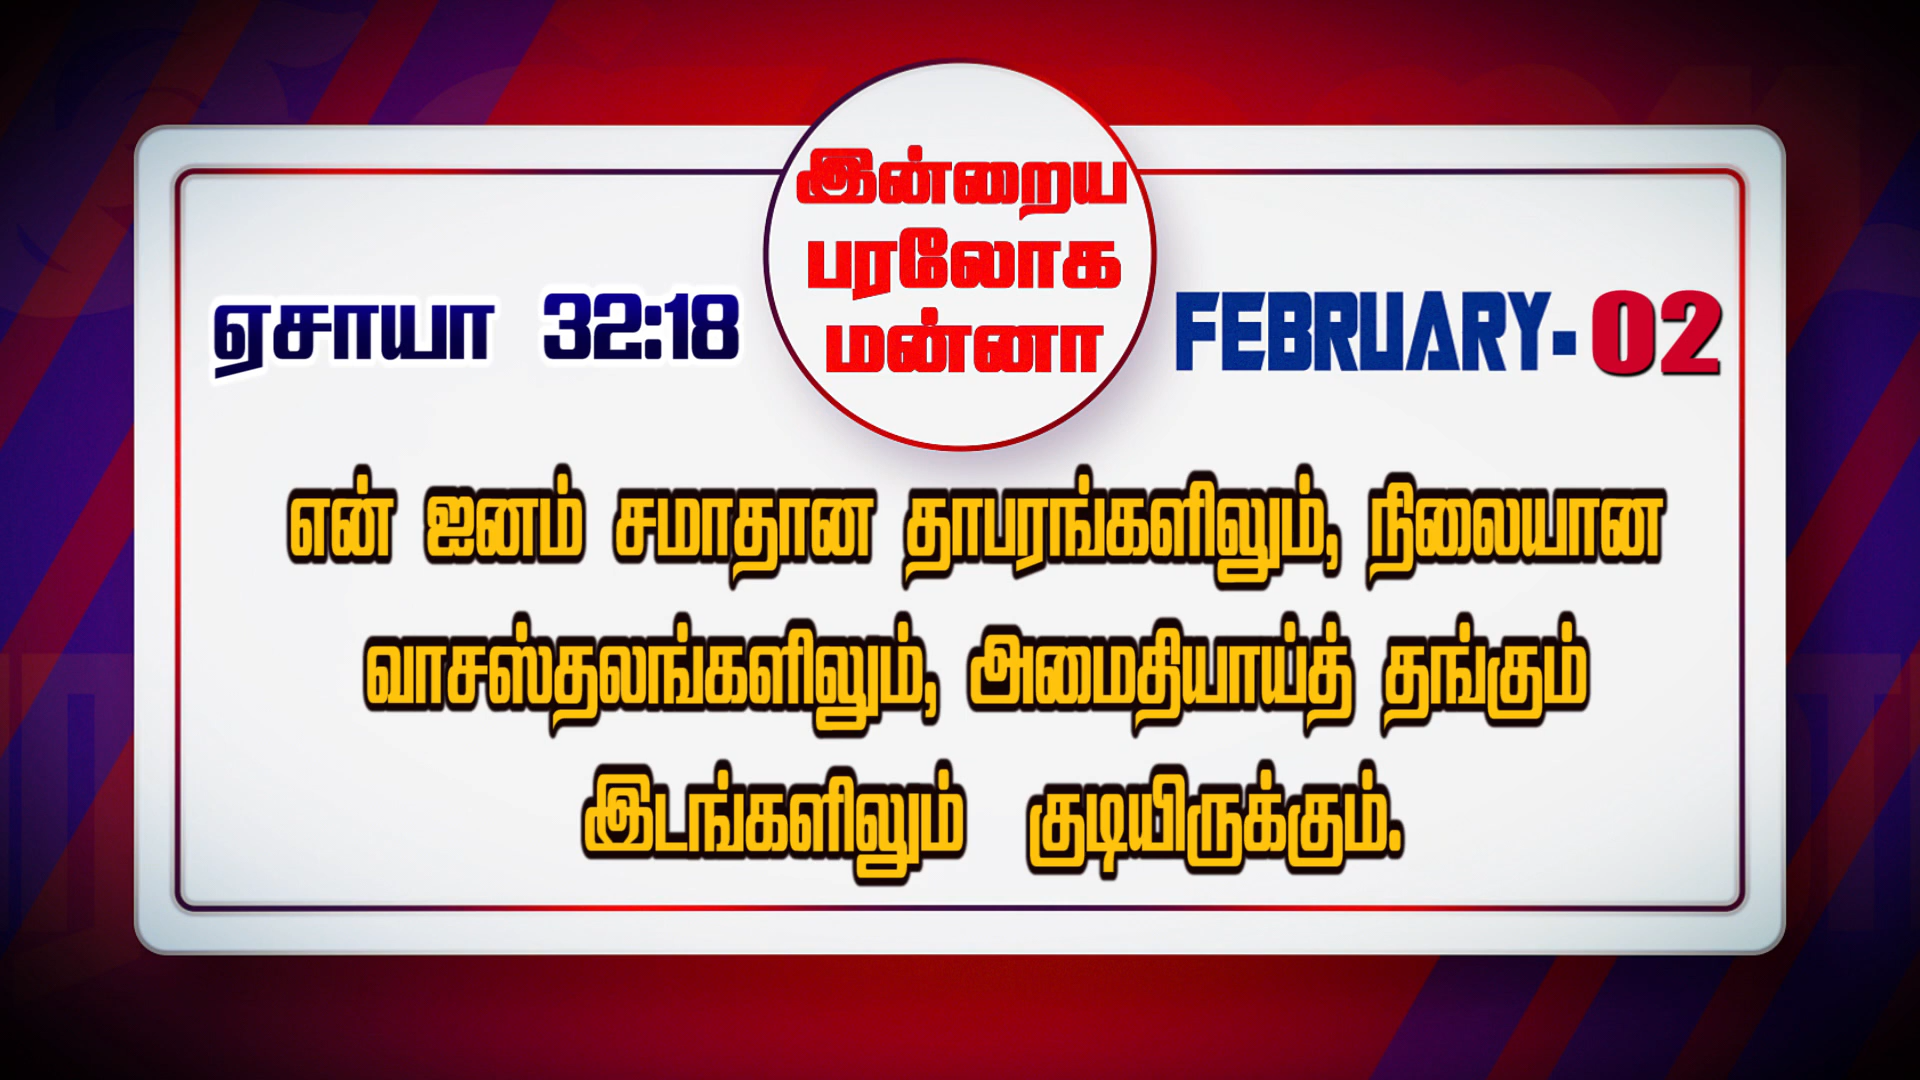 இன்றைய
பரலோக
மன்னா
ஏசாயா 32:18
FEBRUARY-02
என் ஜனம் சமாதான தாபரங்களிலும், நிலையான
வாசஸ்தலங்களிலும், அமைதியாய்த் தங்கும்
இடங்களிலும் குடியிருக்கும்.